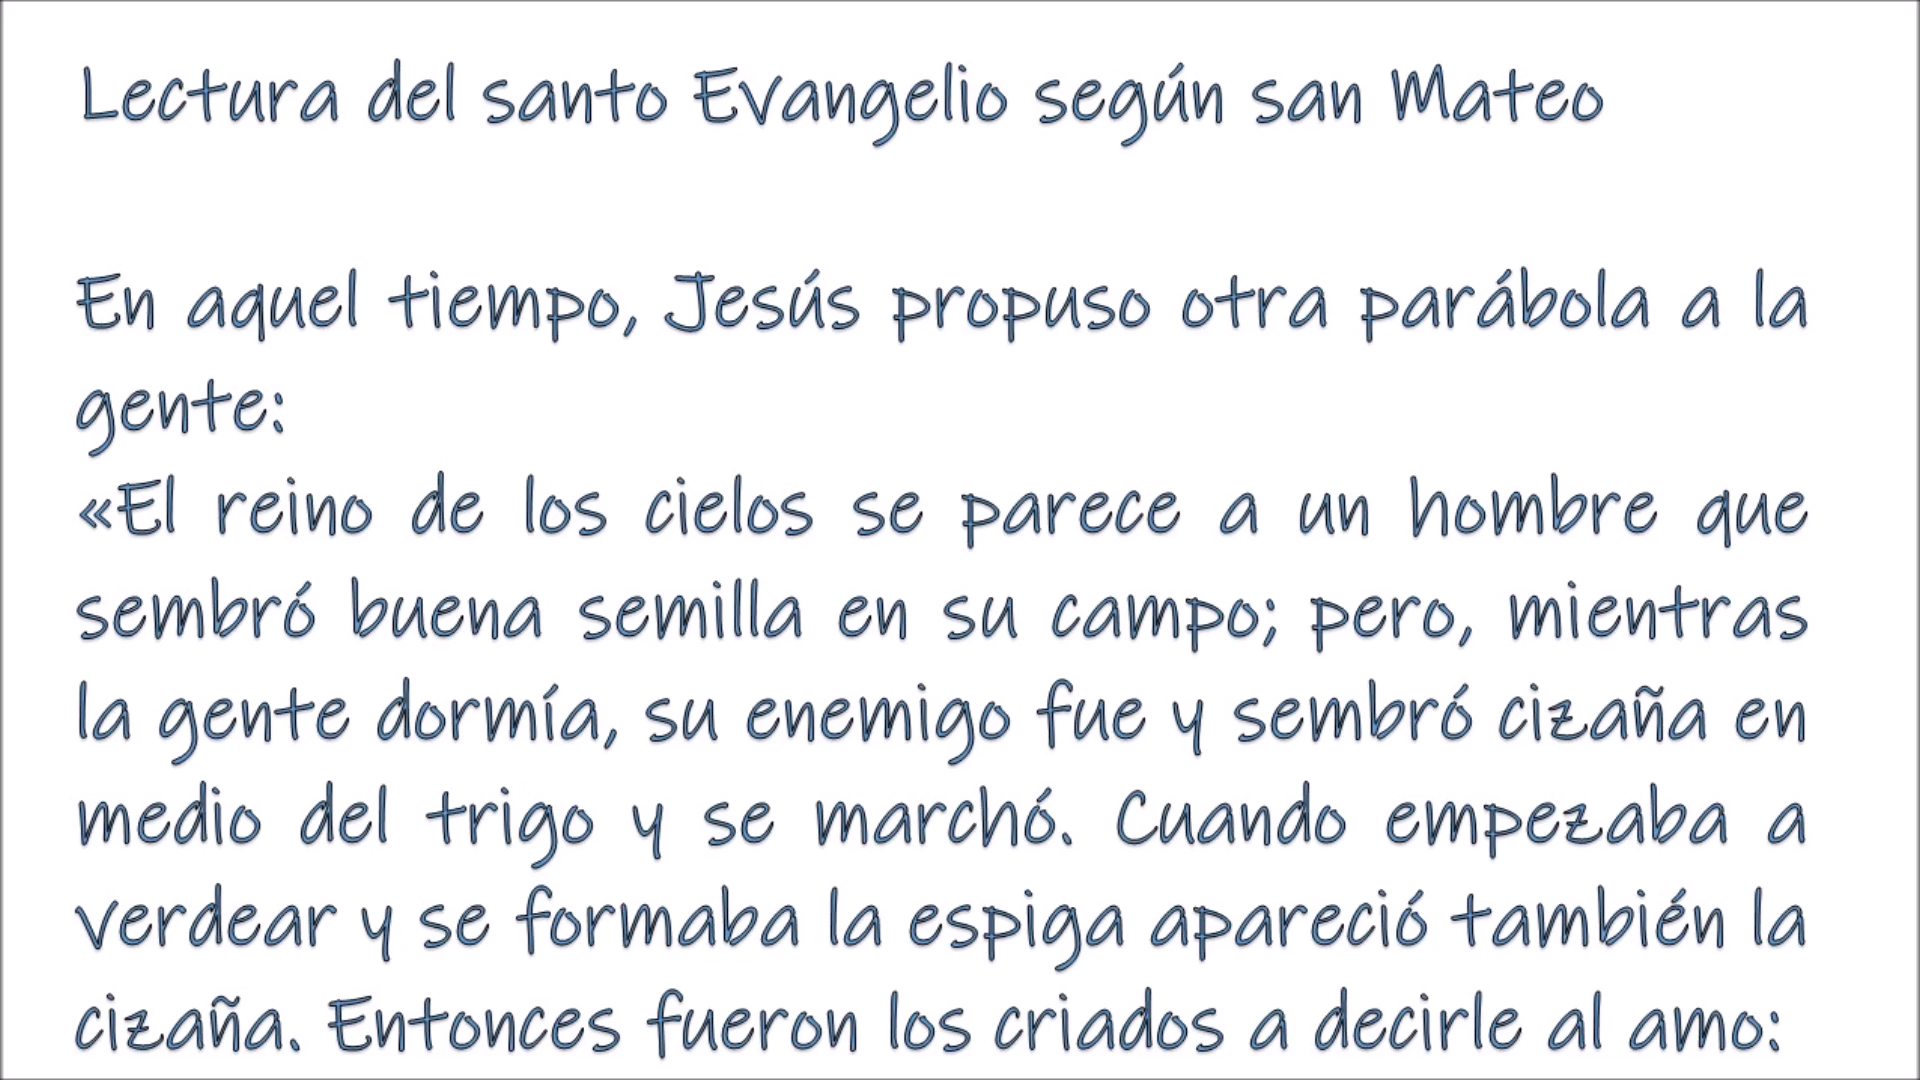 Lectura del santo Evangelio según san Mateo
En aquel tiempo, Jesús propuso otra parábola a la
gente:
«El reino de los cielos se parece a un hombre que
sembró buena semilla en su campo; pero, mientras
la gente dormía, su enemigo fue y sembró cizaña en
medio del trigo y se marchó. Cuando empezaba a
verdear y se formaba la espiga apareció también la
cizaña. Entonces fueron los criados a decirle al amo: